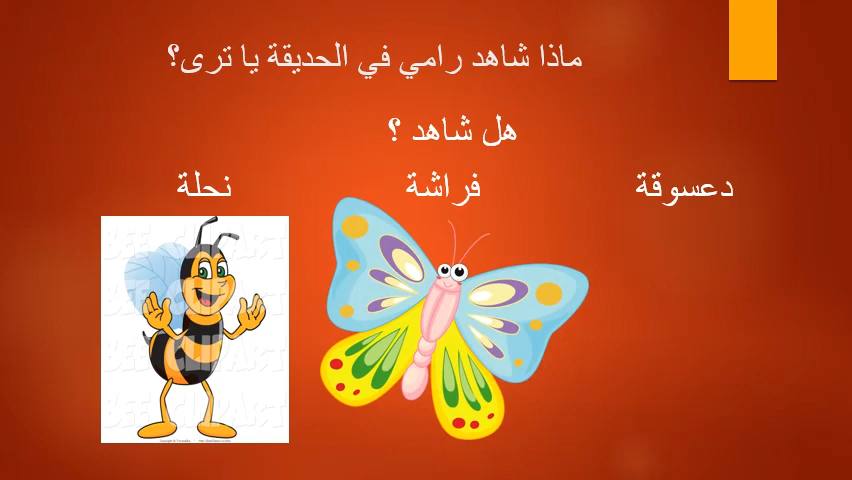 ماذا شاهد رامي في الحديقة يا ترى؟
هل شاهد ؟
دعسوقة فراشة نحلة